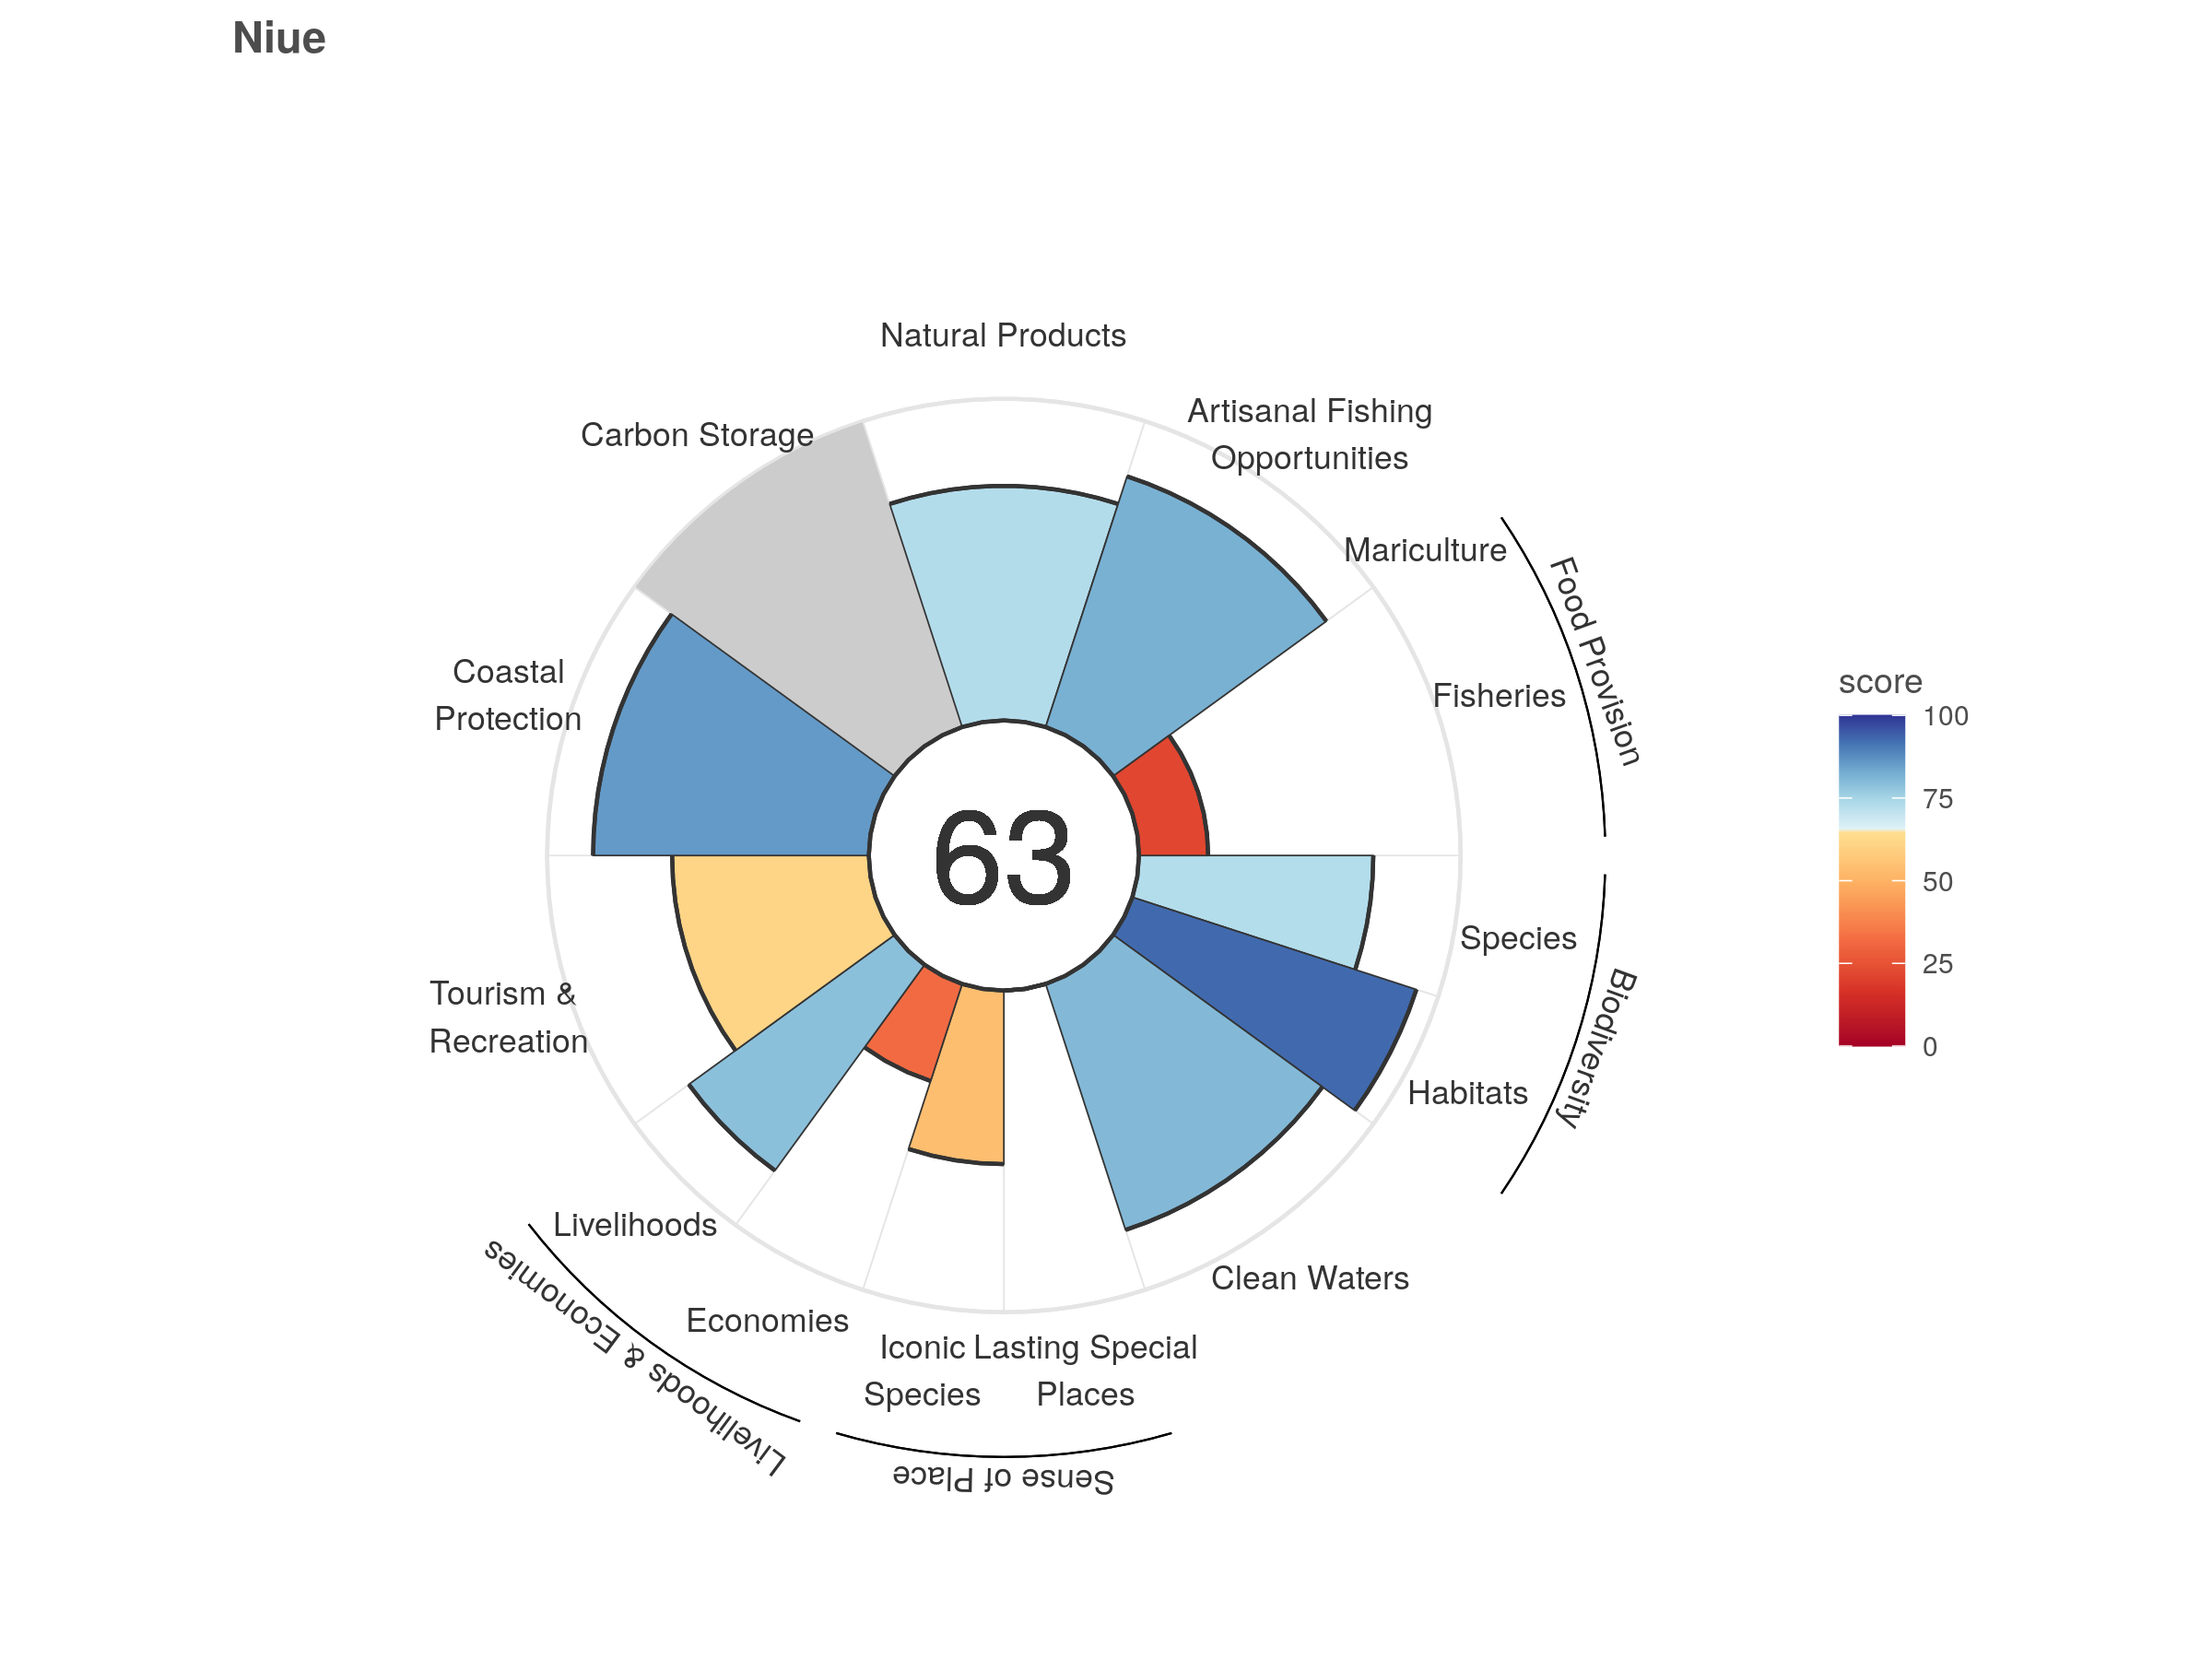 Niue
Natural Products
Artisanal Fishing
Opportunities
Carbon Storage
Mariculture
Food Provision
Fisheries
Coastal
Protection
score
100
75
50
25
0
63
Species
Biodiversity
Tourism &
Recreation
Habitats
Livelihoods
Clean Waters
Livelihoods & Economies
Economies
Iconic
Species
Lasting Special
Places
Sense of Place